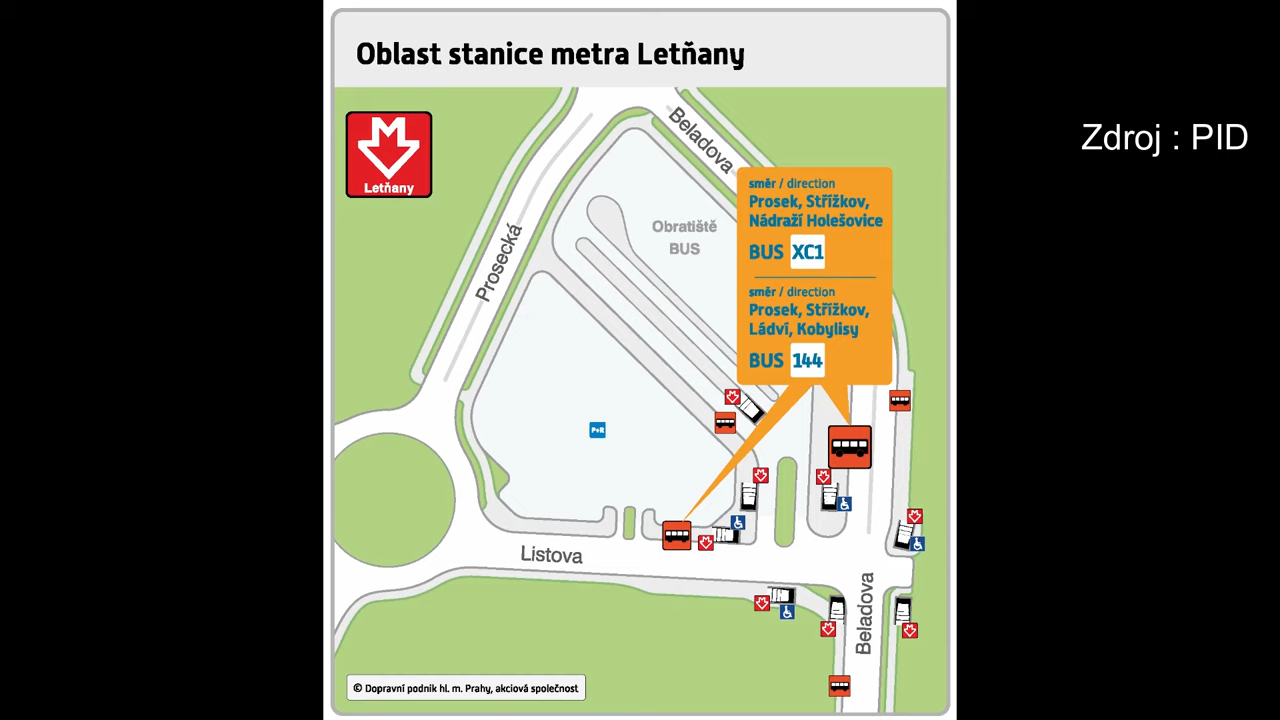 Oblast stanice metra Letňany
Zdroj : PID
M
Letňany
Beladova
Prosecká
Obratiště
BUS
směr / direction
Prosek, Střížkov,
Nádraží Holešovice
BUS XC1
směr / direction
Prosek, Střížkov,
Ládví, Kobylisy
BUS 144
P+R
Listova
Beladova
© Dopravní podnik hl. m. Prahy, akciová společnost